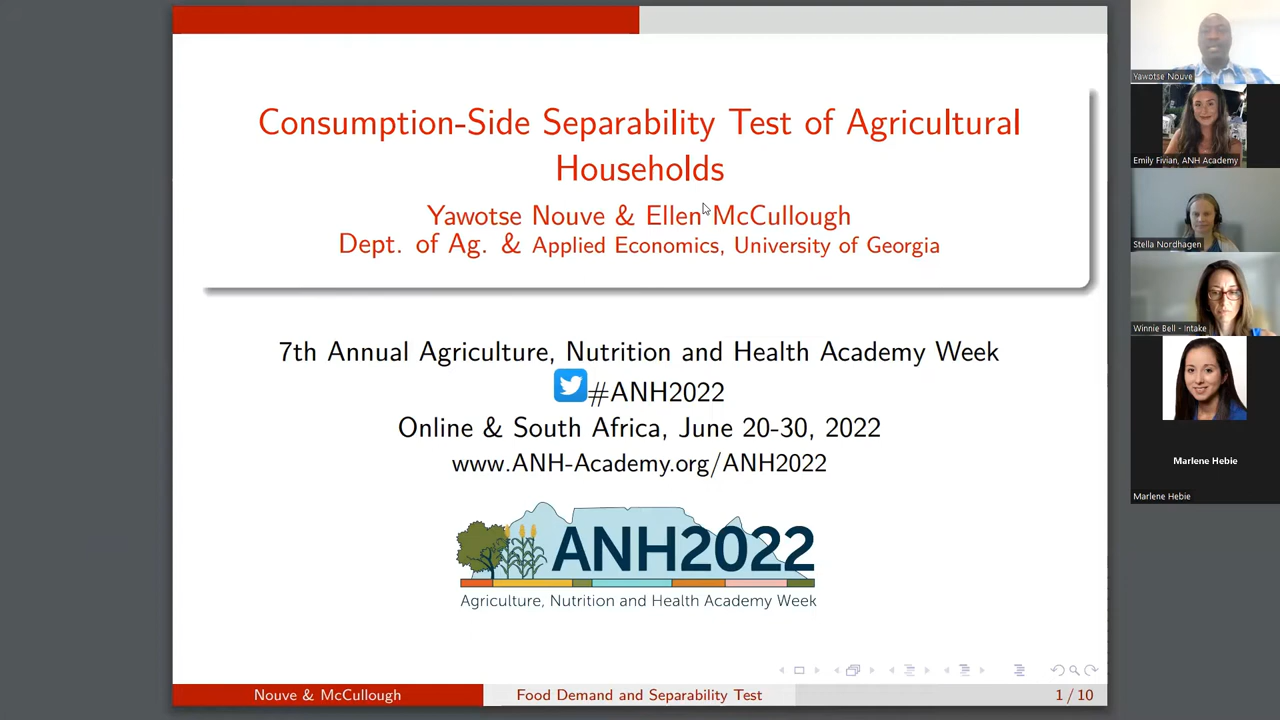 Consumption-Side Separability Test of Agricultural
Households
Yawotse Nouve & Ellen McCullough
Dept. of Ag. & Applied Economics, University of Georgia
7th Annual Agriculture, Nutrition and Health Academy Week
#ANH2022
Online & South Africa, June 20-30, 2022
www.ANH-Academy.org/ANH2022
ANH2022
Agriculture, Nutrition and Health Academy Week
Nouve & McCullough
Food Demand and Separability Test
1 / 10
Yawotse Nouve
Emily Fivian, ANH Academy
Stella Nordhagen
Winnie Bell - Intake
Marlene Hebie
Marlene Hebie